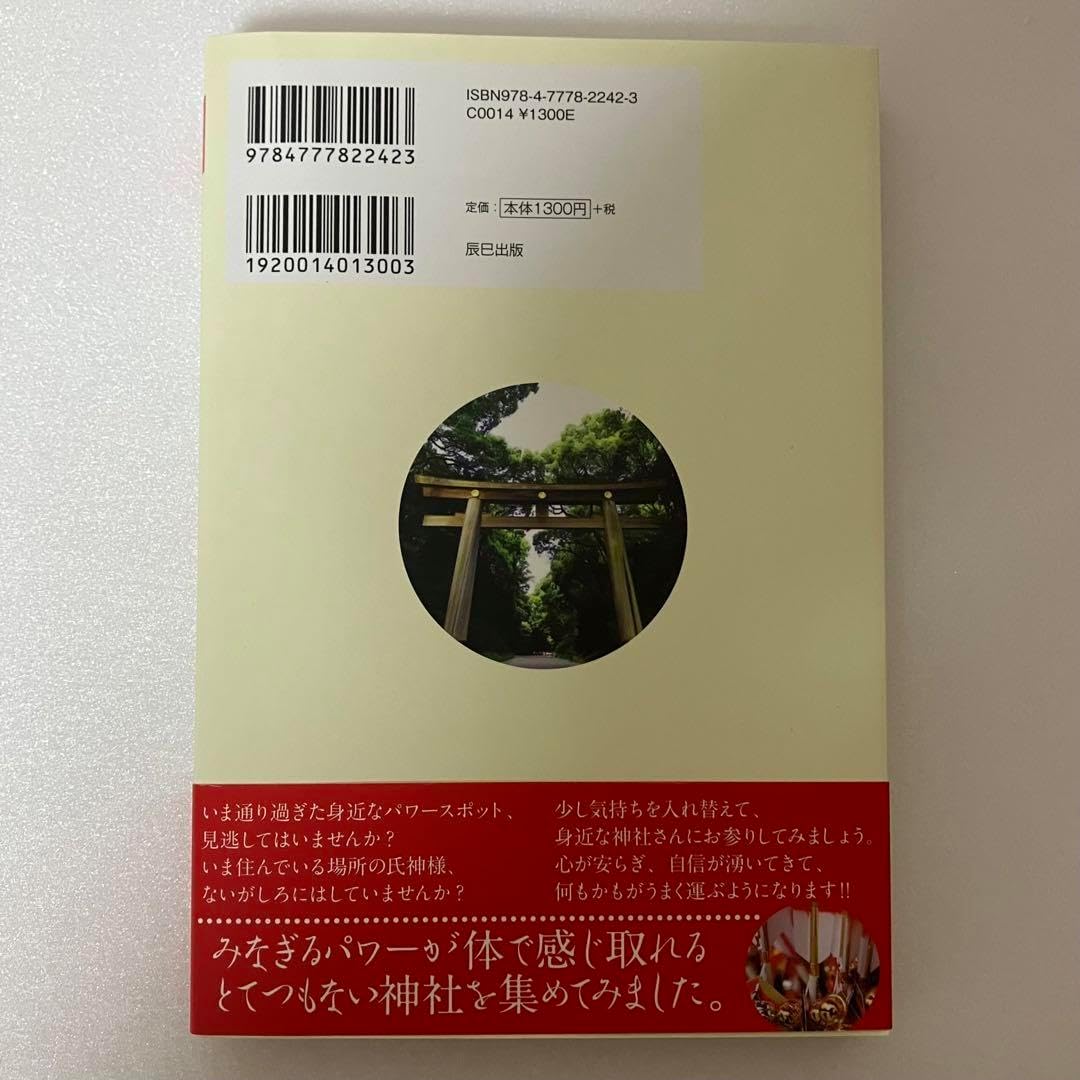 ISBN978-4-7778-2242-3
C0014 ¥1300E
9784777822423
定価：本体1300円+税
1920014013003
辰巳出版
いま通り過ぎた身近なパワースポット、
見逃してはいませんか？
いま住んでいる場所の氏神様、
ないがしろにはしていませんか？
少し気持ちを入れ替えて、
身近な神社さんにお参りしてみましょう。
心が安らぎ、自信が湧いてきて、
何もかもがうまく運ぶようになります!!
みなぎるパワーが体で感じ取れる
とてつもない神社を集めてみました。